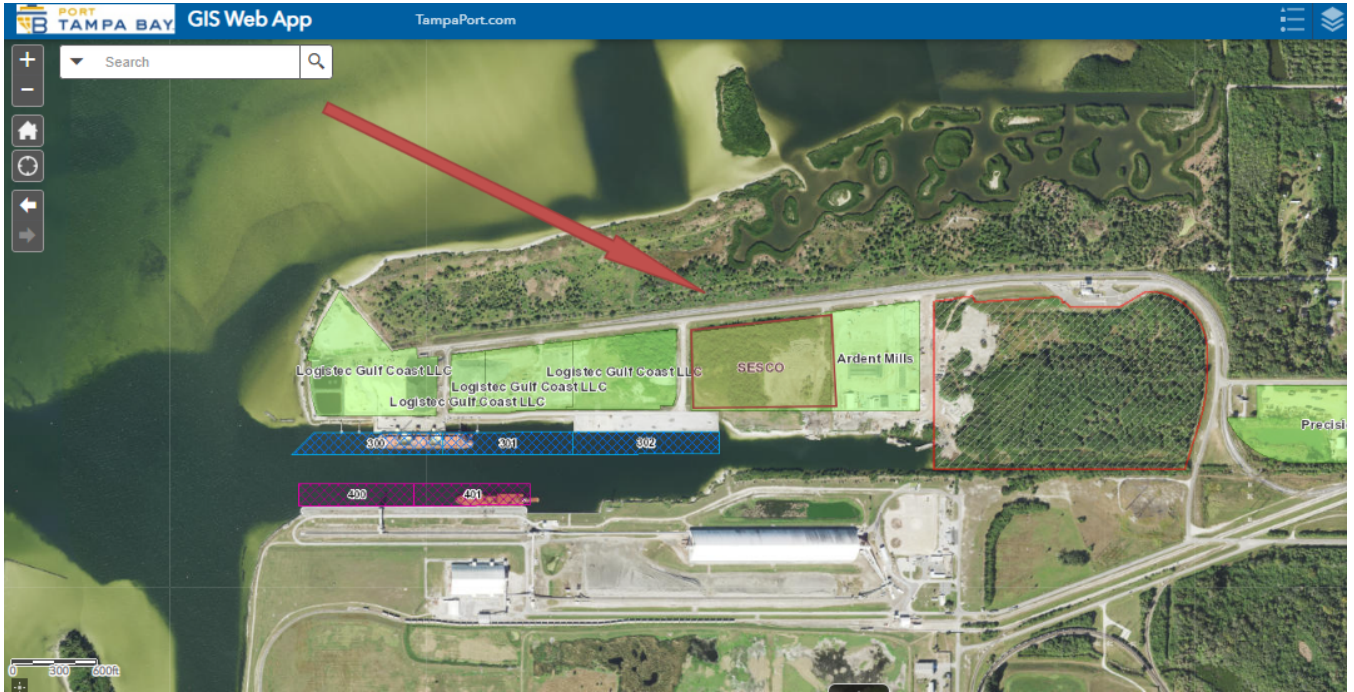 PORT
TAMPA BAY
GIS Web App
TampaPort.com
Search
Logistec Gulf Coast LLC
Logistec Gulf Coast LLC
Logistec Gulf Coast LLC
Logistec Gulf Coast LLC
SESCO
Ardent Mills
Precisi
300
301
302
400
401
0 300 600ft